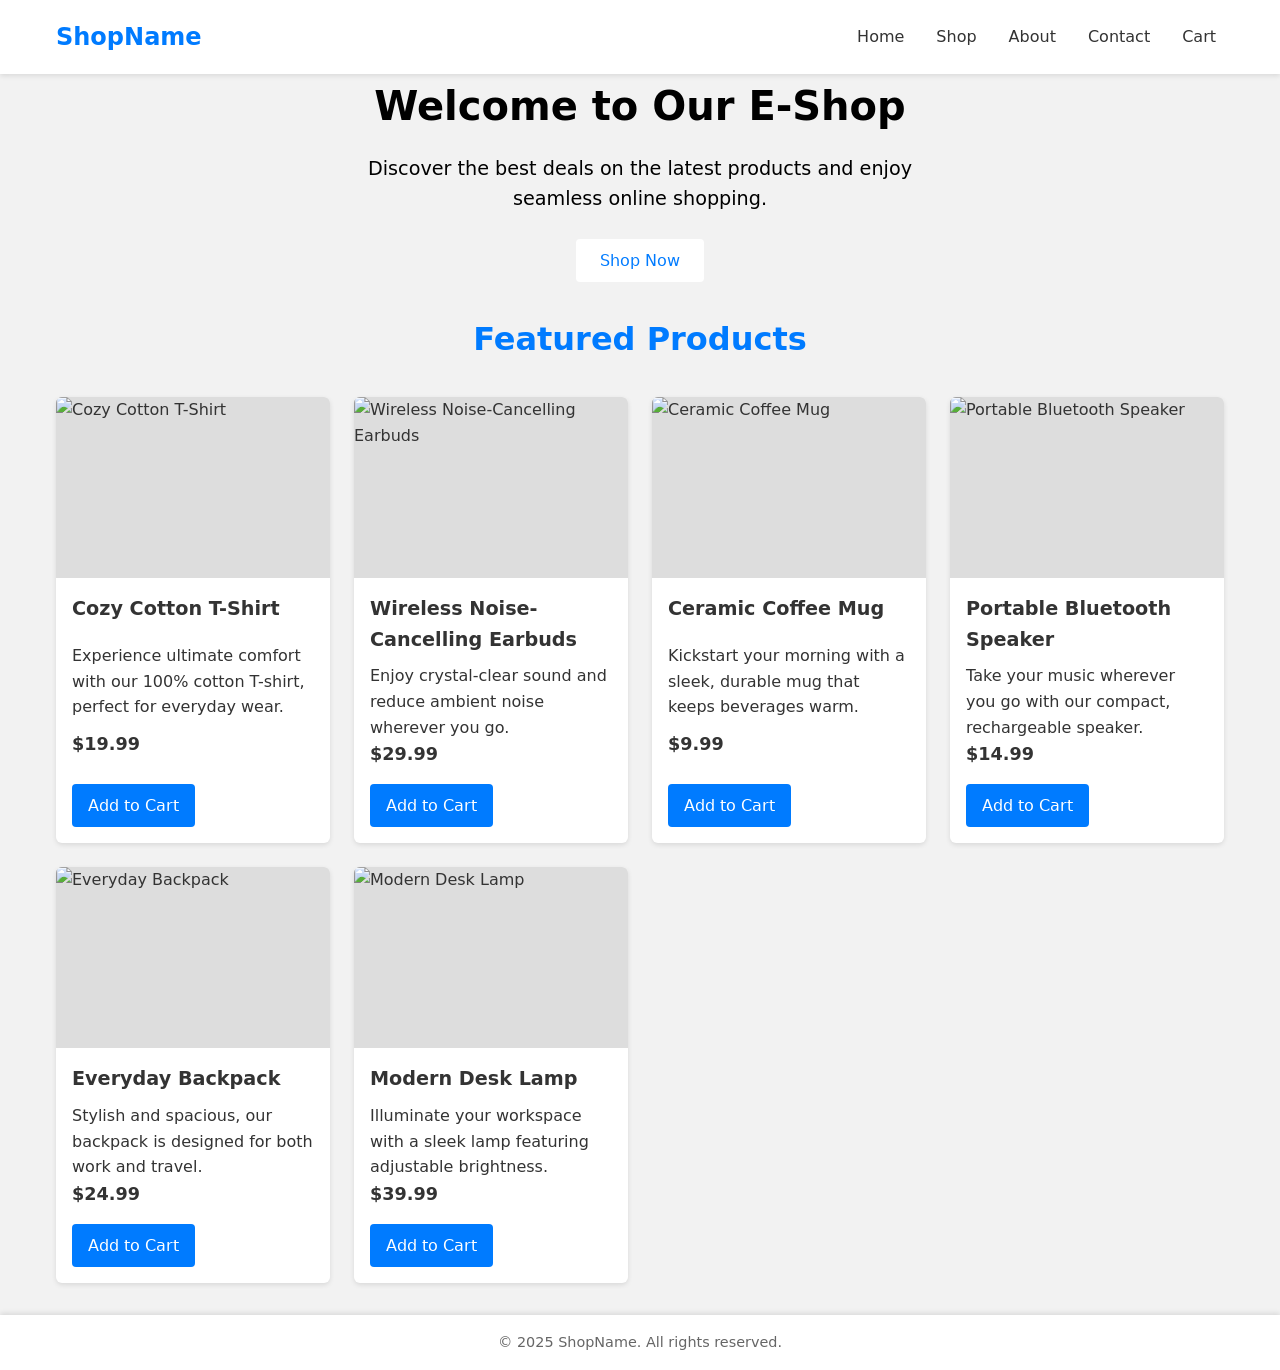 ShopName
Home Shop About Contact Cart
Welcome to Our E-Shop
Discover the best deals on the latest products and enjoy
seamless online shopping.
Shop Now
Featured Products
Cozy Cotton T-Shirt
Cozy Cotton T-Shirt
Experience ultimate comfort
with our 100% cotton T-shirt,
perfect for everyday wear.
$19.99
Add to Cart
Wireless Noise-Cancelling
Earbuds
Wireless Noise-
Cancelling Earbuds
Enjoy crystal-clear sound and
reduce ambient noise
wherever you go.
$29.99
Add to Cart
Ceramic Coffee Mug
Ceramic Coffee Mug
Kickstart your morning with a
sleek, durable mug that
keeps beverages warm.
$9.99
Add to Cart
Portable Bluetooth Speaker
Portable Bluetooth
Speaker
Take your music wherever
you go with our compact,
rechargeable speaker.
$14.99
Add to Cart
Everyday Backpack
Everyday Backpack
Stylish and spacious, our
backpack is designed for both
work and travel.
$24.99
Add to Cart
Modern Desk Lamp
Modern Desk Lamp
Illuminate your workspace
with a sleek lamp featuring
adjustable brightness.
$39.99
Add to Cart
© 2025 ShopName. All rights reserved.